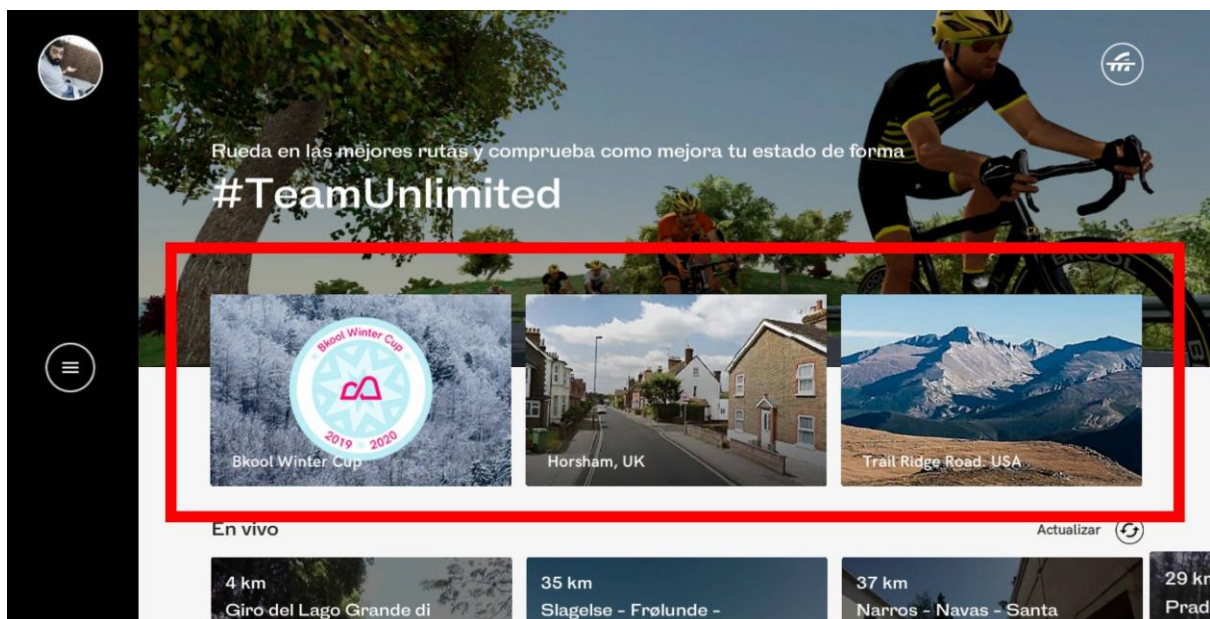 Rueda en las mejores rutas y comprueba como mejora tu estado de forma
#TeamUnlimited
Bkool Winter Cup
2019 2020
Bkool Winter Cup
Horsham, UK
Trail Ridge Road. USA
En vivo
Actualizar
4 km
Giro del Lago Grande di
35 km
Slagelse - Frølunde -
37 km
Narros - Navas - Santa
29 km
Prad